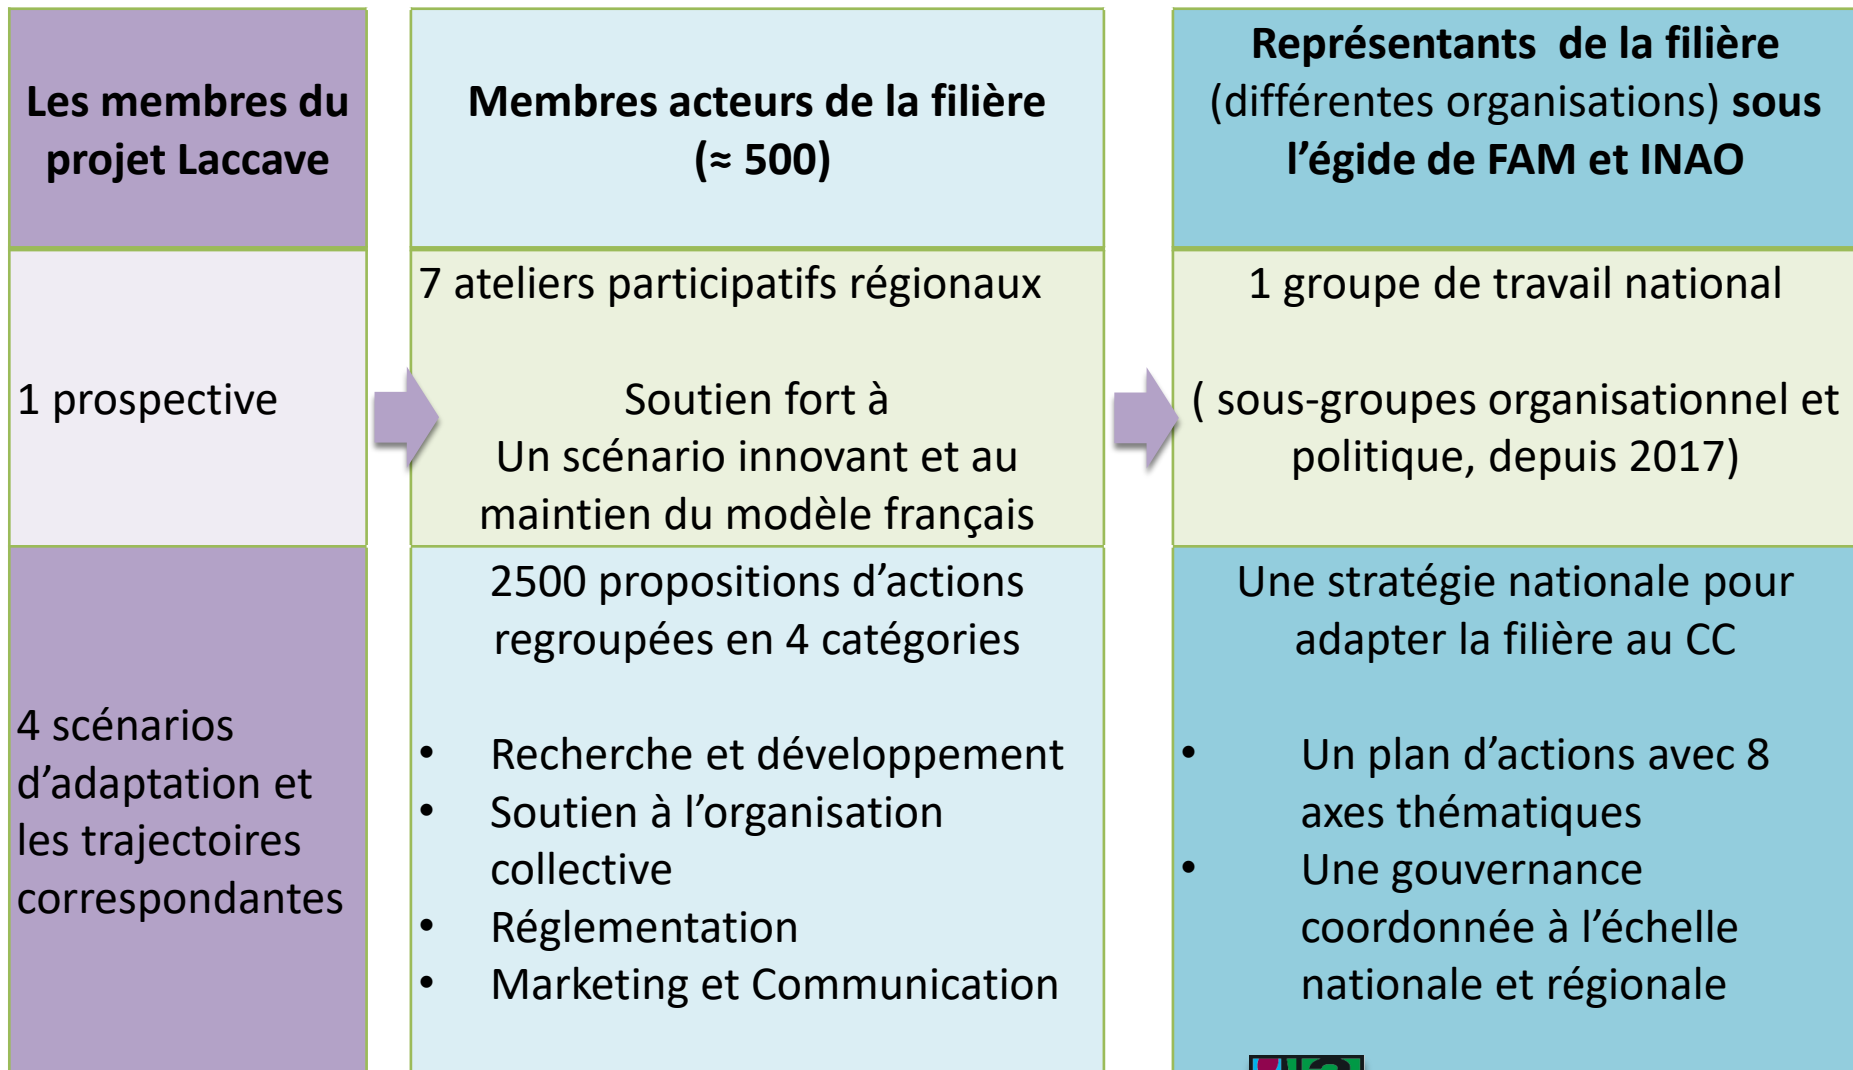 Les membres du
projet Laccave
1 prospective
4 scénarios
d’adaptation et
les trajectoires
correspondantes
Membres acteurs de la filière
(≈ 500)
7 ateliers participatifs régionaux
Soutien fort à
Un scénario innovant et au
maintien du modèle français
2500 propositions d’actions
regroupées en 4 catégories
• Recherche et développement
• Soutien à l’organisation
collective
• Réglementation
• Marketing et Communication
Représentants de la filière
(différentes organisations) sous
l’égide de FAM et INAO
1 groupe de travail national
( sous-groupes organisationnel et
politique, depuis 2017)
Une stratégie nationale pour
adapter la filière au CC
• Un plan d’actions avec 8
axes thématiques
• Une gouvernance
coordonnée à l’échelle
nationale et régionale